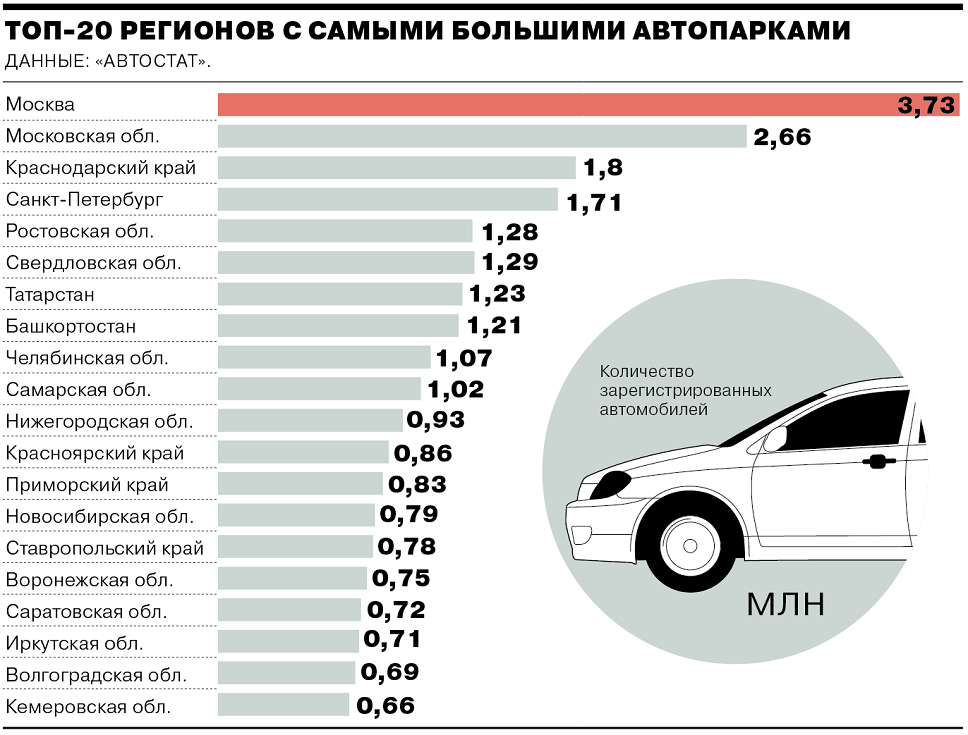 ТОП-20 РЕГИОНОВ С САМЫМИ БОЛЬШИМИ АВТОПАРКАМИ
ДАННЫЕ: «АВТОСТАТ».
Москва 3,73
Московская обл. 2,66
Краснодарский край 1,8
Санкт-Петербург 1,71
Ростовская обл. 1,28
Свердловская обл. 1,29
Татарстан 1,23
Башкортостан 1,21
Челябинская обл. 1,07
Самарская обл. 1,02
Нижегородская обл. 0,93
Красноярский край 0,86
Приморский край 0,83
Новосибирская обл. 0,79
Ставропольский край 0,78
Воронежская обл. 0,75
Саратовская обл. 0,72
Иркутская обл. 0,71
Волгоградская обл. 0,69
Кемеровская обл. 0,66
Количество
зарегистрированных
автомобилей
МЛН